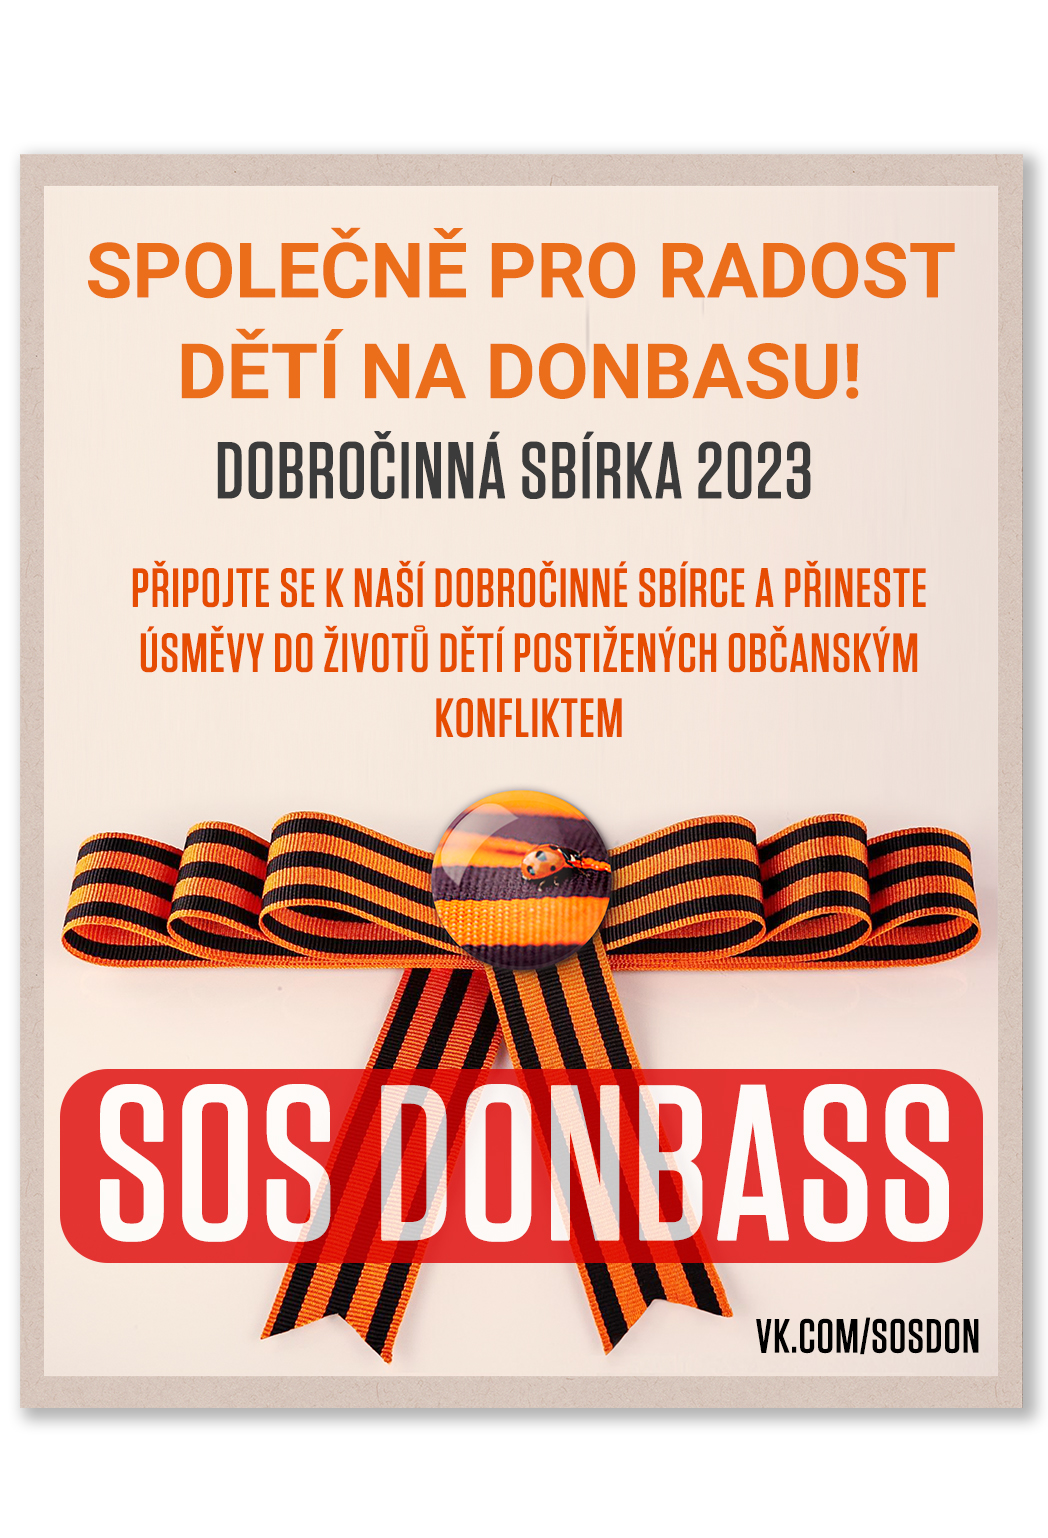 SPOLEČNĚ PRO RADOST
DĚTÍ NA DONBASU!
DOBROČINNÁ SBÍRKA 2023
PŘIPOJTE SE K NAŠÍ DOBROČINNÉ SBÍRCE A PŘINESTE
ÚSMĚVY DO ŽIVOTŮ DĚTÍ POSTIŽENÝCH OBČANSKÝM
KONFLIKTEM
SOS DONBASS
VK.COM/SOSDON